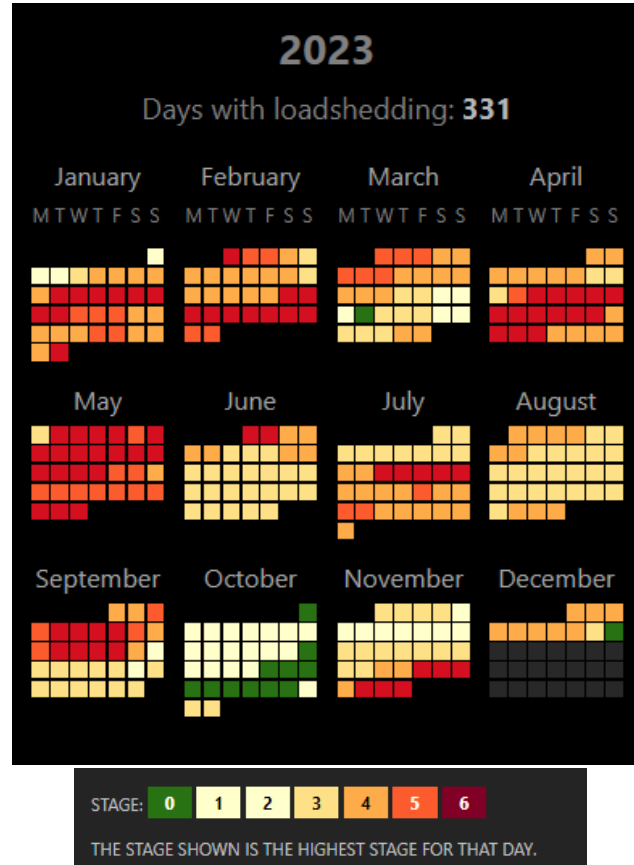 2023
Days with loadshedding: 331
January February March April
M T W T F S S M T W T F S S M T W T F S S M T W T F S S
May June July August
September October November December
STAGE: 0 1 2 3 4 5 6
THE STAGE SHOWN IS THE HIGHEST STAGE FOR THAT DAY.